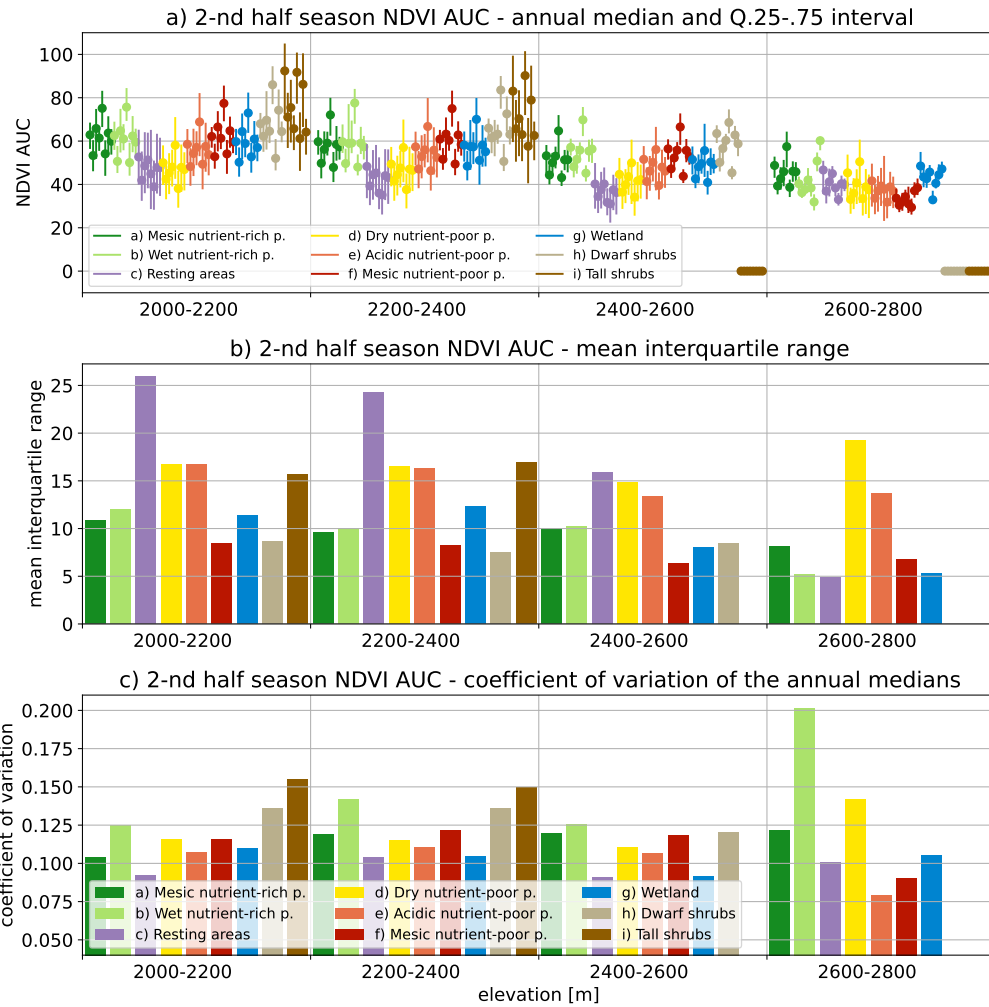 a) 2-nd half season NDVI AUC - annual median and Q.25-.75 interval
NDVI AUC
100
80
60
40
20
0
a) Mesic nutrient-rich p.
b) Wet nutrient-rich p.
c) Resting areas
d) Dry nutrient-poor p.
e) Acidic nutrient-poor p.
f) Mesic nutrient-poor p.
g) Wetland
h) Dwarf shrubs
i) Tall shrubs
2000-2200 2200-2400 2400-2600 2600-2800
b) 2-nd half season NDVI AUC - mean interquartile range
mean interquartile range
25
20
15
10
5
0
2000-2200 2200-2400 2400-2600 2600-2800
c) 2-nd half season NDVI AUC - coefficient of variation of the annual medians
coefficient of variation
0.200
0.175
0.150
0.125
0.100
0.075
0.050
a) Mesic nutrient-rich p.
b) Wet nutrient-rich p.
c) Resting areas
d) Dry nutrient-poor p.
e) Acidic nutrient-poor p.
f) Mesic nutrient-poor p.
g) Wetland
h) Dwarf shrubs
i) Tall shrubs
2000-2200 2200-2400 2400-2600 2600-2800
elevation [m]